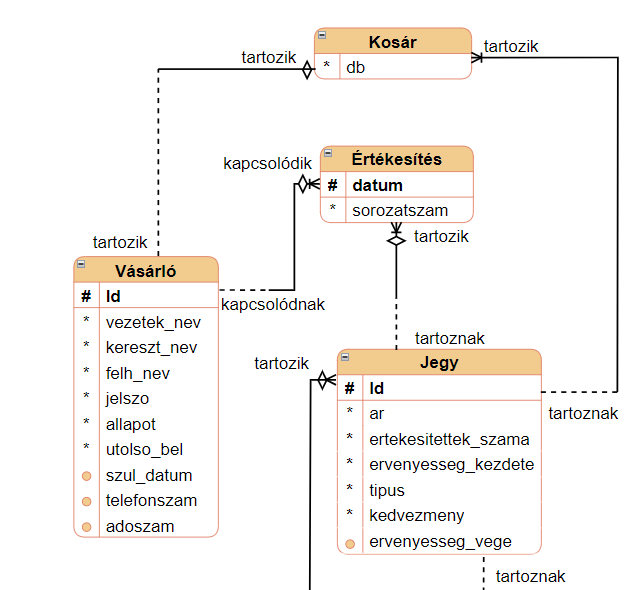 Kosár
* db
tartozik
tartozik
Értékesítés
# datum
* sorozatszam
kapcsolódik
tartozik
tartozik
Vásárló
# Id
* vezetek_nev
* kereszt_nev
* felh_nev
* jelszo
* allapot
* utolso_bel
szul_datum
telefonszam
adoszam
kapcsolódnak
tartoznak
tartozik
Jegy
# Id
* ar
* ertekesitettek_szama
* ervenyesseg_kezdete
* tipus
* kedvezmeny
ervenyesseg_vege
tartoznak
tartoznak